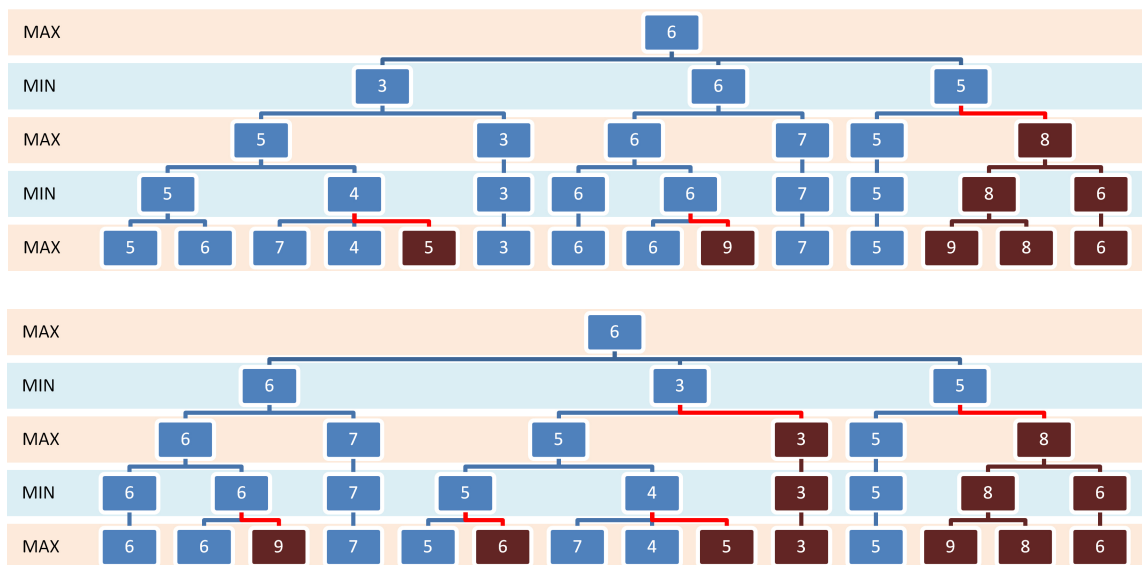 MAX 6
MIN 3 6 5
MAX 5 3 6 7 5 8
MIN 5 4 3 6 6 7 5 8 6
MAX 5 6 7 4 5 3 6 6 9 7 5 9 8 6
MAX 6
MIN 6 3 5
MAX 6 7 5 3 5 8
MIN 6 6 7 5 4 3 5 8 6
MAX 6 6 9 7 5 6 7 4 5 3 5 9 8 6